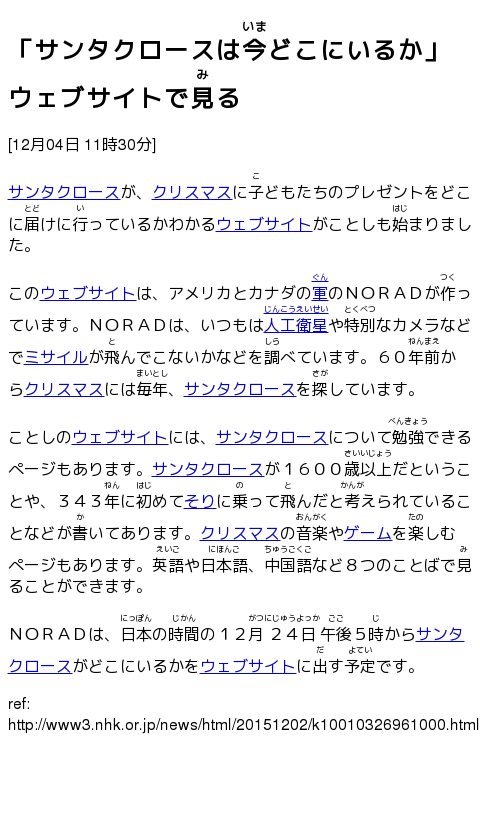 「サンタクロースは今どこにいるか」
ウェブサイトで見る
[12月04日 11時30分]
サンタクロースが、クリスマスに子どもたちのプレゼントをどこ
に届けに行っているかわかるウェブサイトがことしも始まりまし
た。
このウェブサイトは、アメリカとカナダの軍のＮＯＲＡＤが作っ
ています。ＮＯＲＡＤは、いつもは人工衛星や特別なカメラなど
でミサイルが飛んでこないかなどを調べています。６０年前か
らクリスマスには毎年、サンタクロースを探しています。
ことしのウェブサイトには、サンタクロースについて勉強できる
ページもあります。サンタクロースが１６００歳以上だというこ
とや、３４３年に初めてそりに乗って飛んだと考えられているこ
となどが書いてあります。クリスマスの音楽やゲームを楽しむ
ページもあります。英語や日本語、中国語など８つのことばで見
ることができます。
ＮＯＲＡＤは、日本の時間の１２月２４日午後５時からサンタ
クロースがどこにいるかをウェブサイトに出す予定です。
ref:
http://www3.nhk.or.jp/news/html/20151202/k10010326961000.html